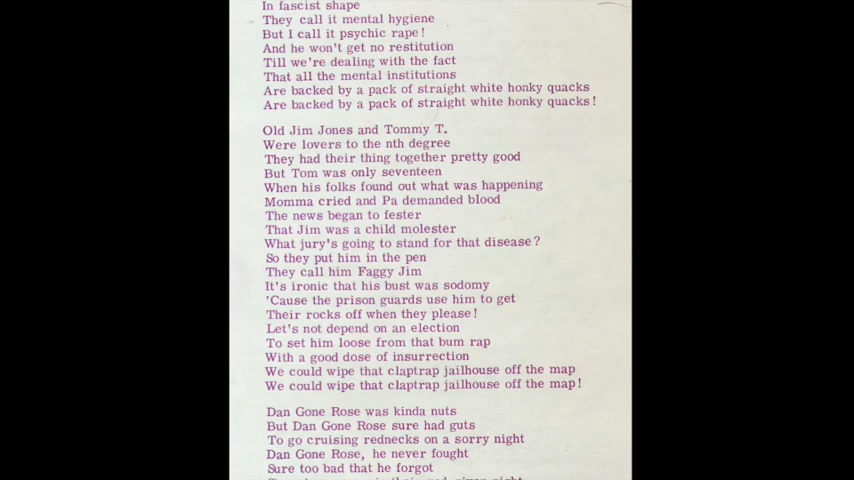 In fascist shape
They call it mental hygiene
But I call it psychic rape!
And he won't get no restitution
Till we're dealing with the fact
That all the mental institutions
Are backed by a pack of straight white honky quacks
Are backed by a pack of straight white honky quacks!
Old Jim Jones and Tommy T.
Were lovers to the nth degree
They had their thing together pretty good
But Tom was only seventeen
When his folks found out what was happening
Momma cried and Pa demanded blood
The news began to fester
That Jim was a child molester
What jury's going to stand for that disease?
So they put him in the pen
They call him Faggy Jim
It's ironic that his bust was sodomy
'Cause the prison guards use him to get
Their rocks off when they please!
Let's not depend on an election
To set him loose from that bum rap
With a good dose of insurrection
We could wipe that claptrap jailhouse off the map
We could wipe that claptrap jailhouse off the map!
Dan Gone Rose was kinda nuts
But Dan Gone Rose sure had guts
To go cruising rednecks on a sorry night
Dan Gone Rose, he never fought
Sure too bad that he forgot